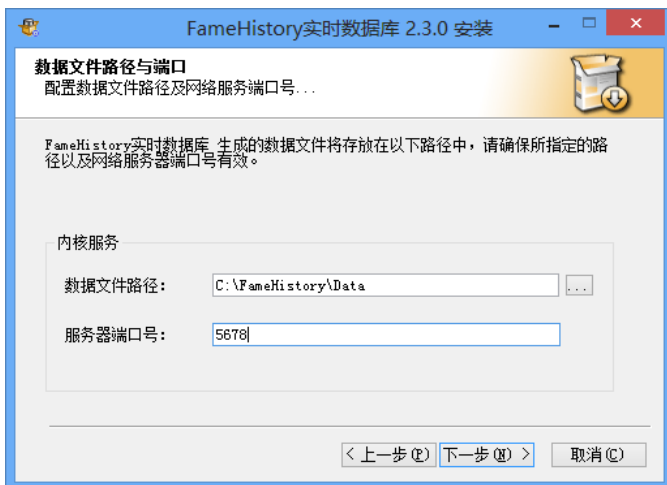 FameHistory实时数据库 2.3.0 安装
数据文件路径与端口
配置数据文件路径及网络服务端口号...
FameHistory实时数据库 生成的数据文件将存放在以下路径中，请确保所指定的路
径以及网络服务器端口号有效。
内核服务
数据文件路径： C:\FameHistory\Data ...
服务器端口号： 5678
< 上一步(P) 下一步(N) > 取消(C)